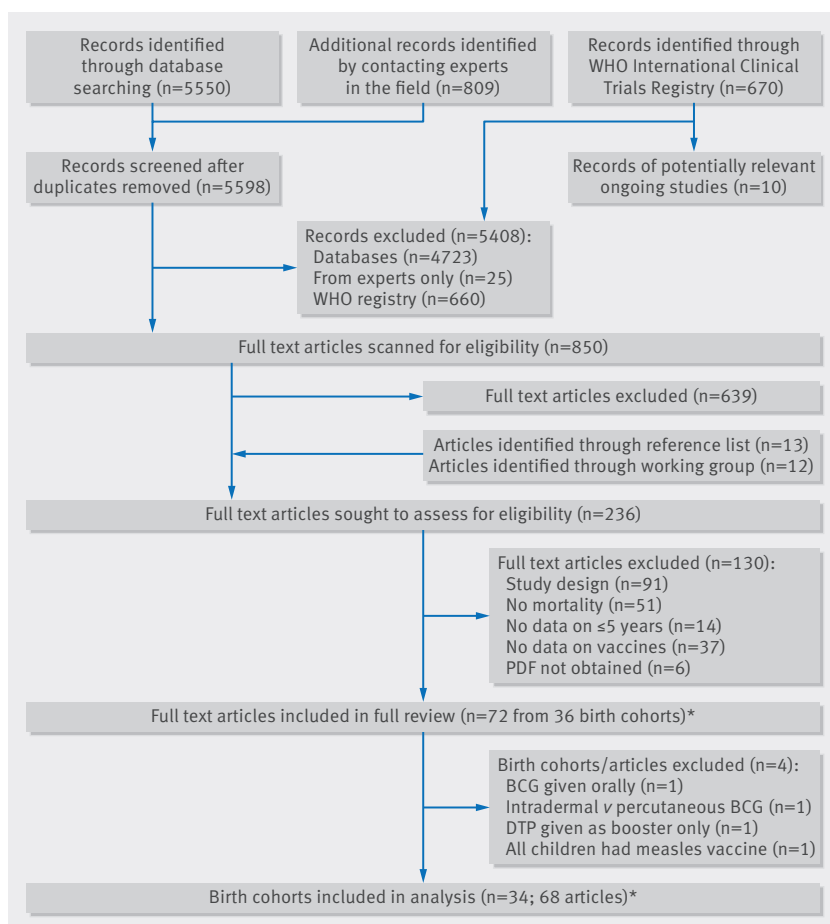 Records identified
through database
searching (n=5550)
Additional records identified
by contacting experts
in the field (n=809)
Records identified through
WHO International Clinical
Trials Registry (n=670)
Records screened after
duplicates removed (n=5598)
Records of potentially relevant
ongoing studies (n=10)
Records excluded (n=5408):
Databases (n=4723)
From experts only (n=25)
WHO registry (n=660)
Full text articles scanned for eligibility (n=850)
Full text articles excluded (n=639)
Articles identified through reference list (n=13)
Articles identified through working group (n=12)
Full text articles sought to assess for eligibility (n=236)
Full text articles excluded (n=130):
Study design (n=91)
No mortality (n=51)
No data on ≤5 years (n=14)
No data on vaccines (n=37)
PDF not obtained (n=6)
Full text articles included in full review (n=72 from 36 birth cohorts)*
Birth cohorts/articles excluded (n=4):
BCG given orally (n=1)
Intradermal v percutaneous BCG (n=1)
DTP given as booster only (n=1)
All children had measles vaccine (n=1)
Birth cohorts included in analysis (n=34; 68 articles)*